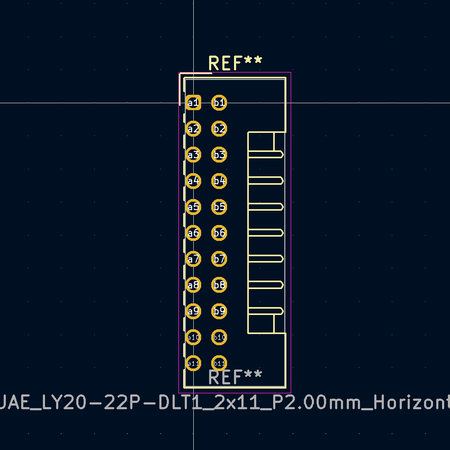 REF**
a1 b1
a2 b2
a3 b3
a4 b4
a5 b5
a6 b6
a7 b7
a8 b8
a9 b9
a10 b10
a11 b11
REF**
JAE_LY20-22P-DLT1_2x11_P2.00mm_Horizont